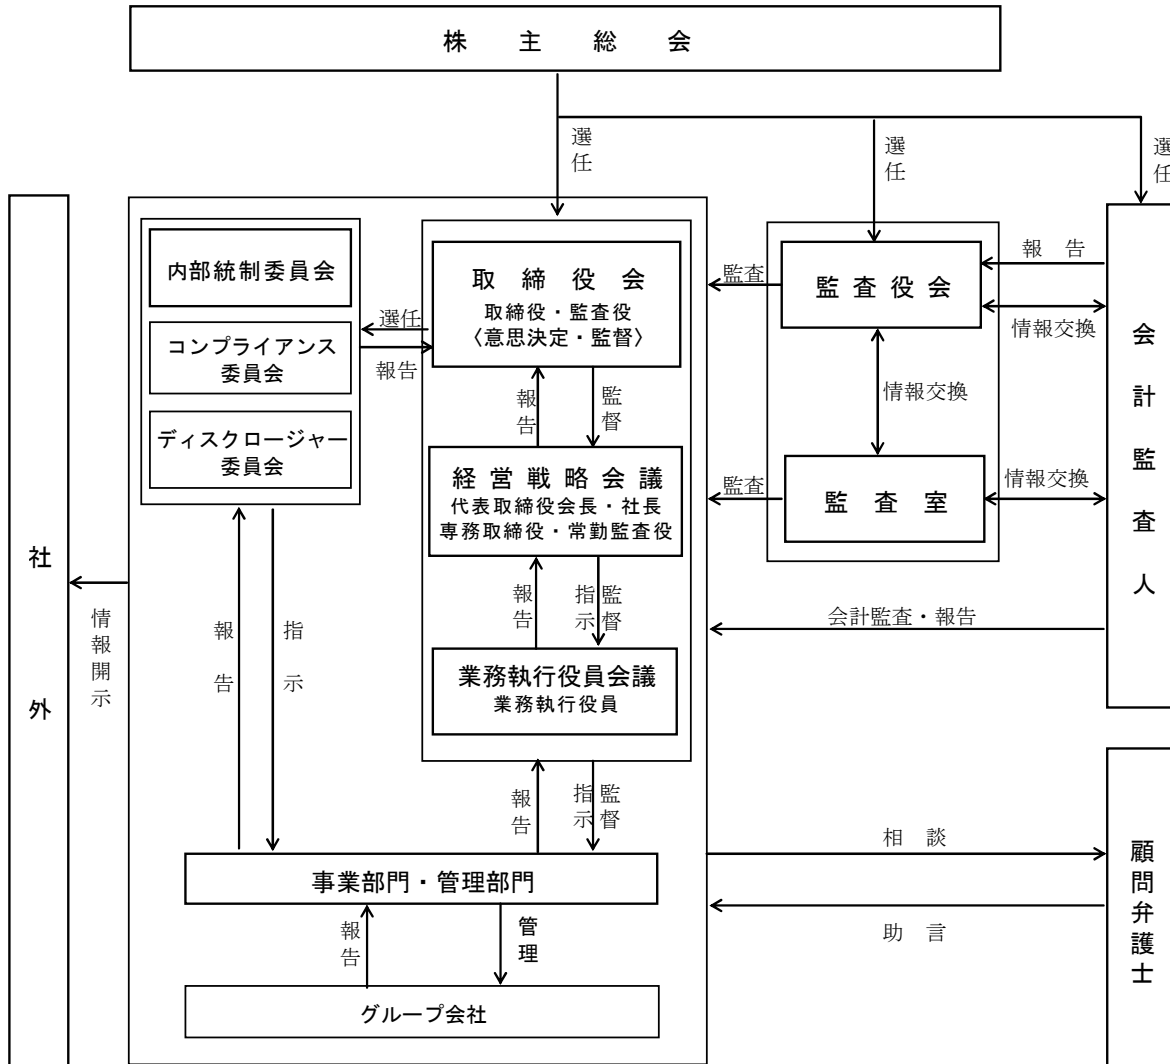 株主総会
選任
選任
選任
社外
情報開示
内部統制委員会
コンプライアンス
委員会
ディスクロージャー
委員会
選任
報告
取締役会
取締役・監査役
〈意思決定・監督〉
報告
監督
経営戦略会議
代表取締役会長・社長
専務取締役・常勤監査役
報告
指示
監督
業務執行役員会議
業務執行役員
監査
監査役会
情報交換
監査
監査室
報告
情報交換
情報交換
会計監査・報告
会計監査人
報告
指示
報告
指示
監督
事業部門・管理部門
報告
管理
グループ会社
相談
助言
顧問弁護士